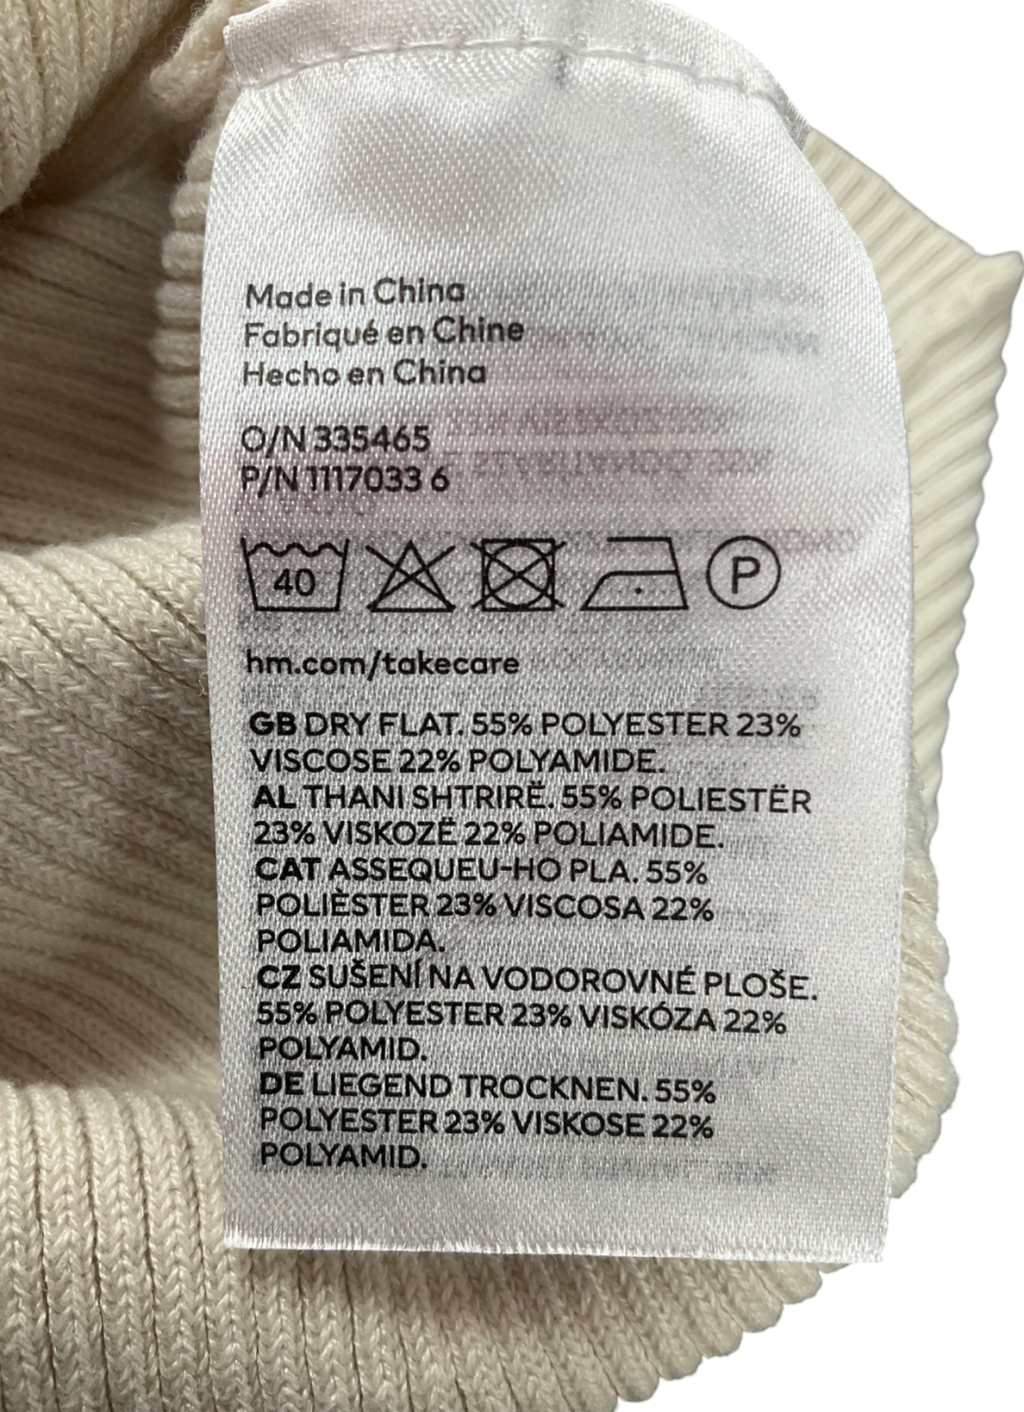 Made in China
Fabriqué en Chine
Hecho en China
O/N 335465
P/N 1117033 6
40 P
hm.com/takecare
GB DRY FLAT. 55% POLYESTER 23%
VISCOSE 22% POLYAMIDE.
AL THANI SHTRIRË. 55% POLIESTËR
23% VISKOZË 22% POLIAMIDE.
CAT ASSEQUEU-HO PLA. 55%
POLIÈSTER 23% VISCOSA 22%
POLIAMIDA.
CZ SUŠENÍ NA VODOROVNÉ PLOŠE.
55% POLYESTER 23% VISKÓZA 22%
POLYAMID.
DE LIEGEND TROCKNEN. 55%
POLYESTER 23% VISKOSE 22%
POLYAMID.